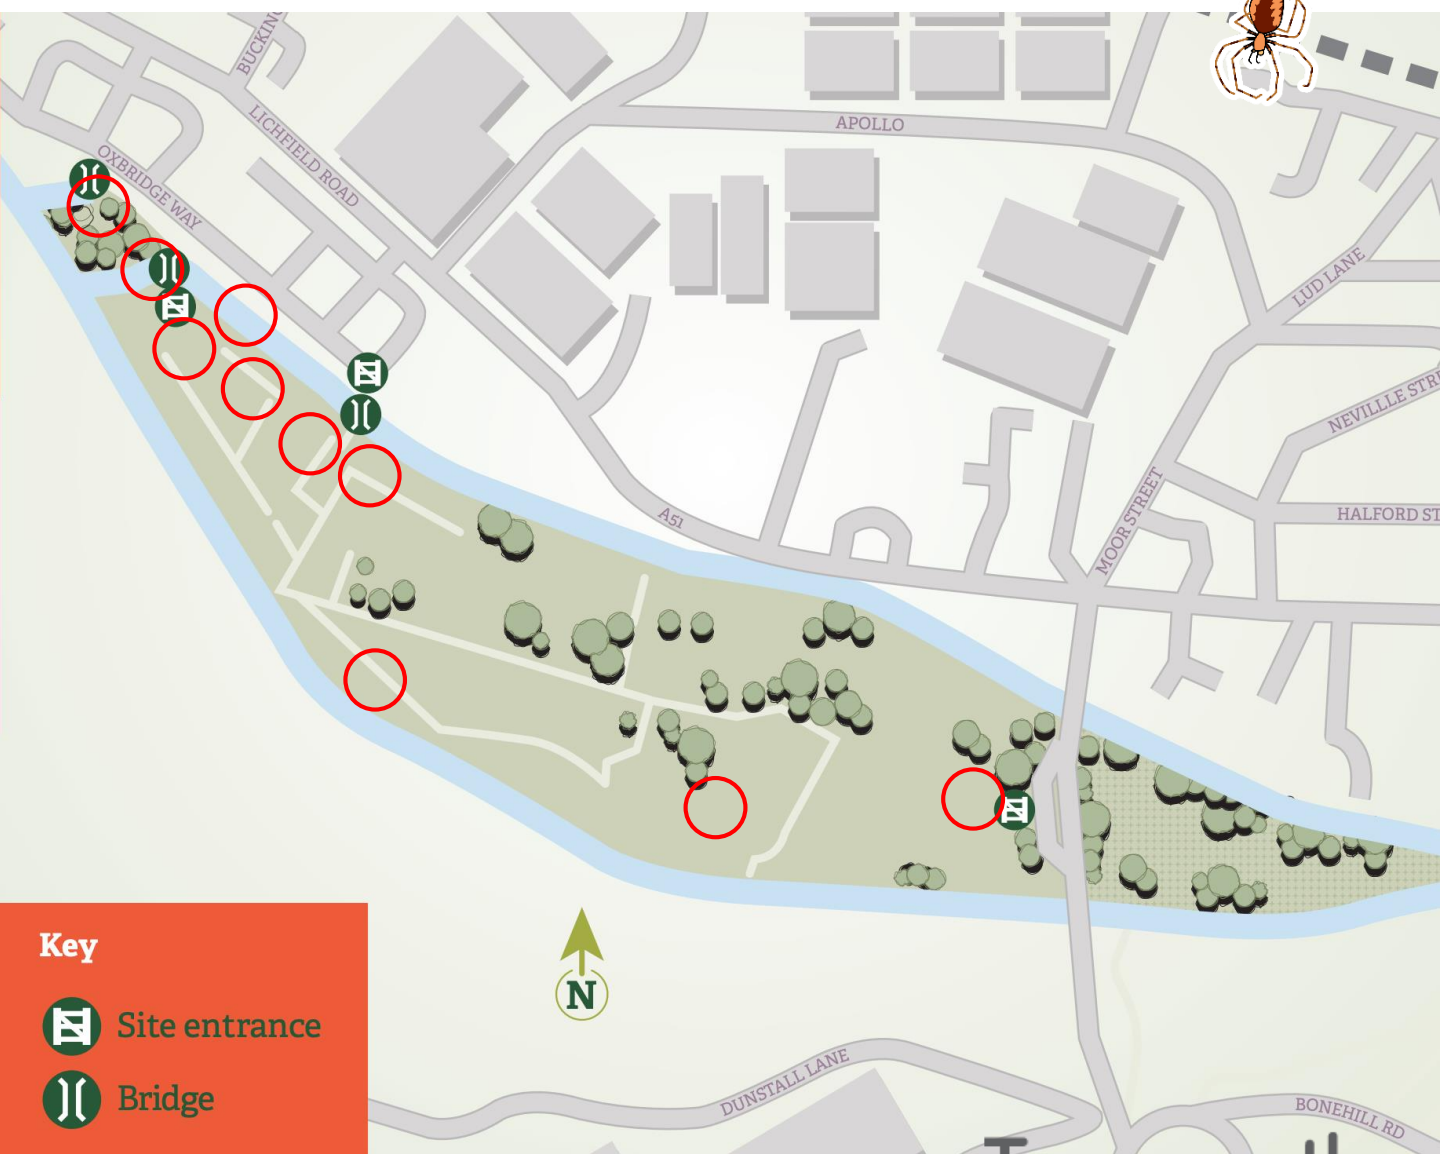 BUCKING
LICHFIELD ROAD
OXBRIDGE WAY
APOLLO
LUD LANE
NEVILLLE STRE
HALFORD ST
MOOR STREET
A51
Key
Site entrance
Bridge
N
DUNSTALL LANE
BONEHILL RD